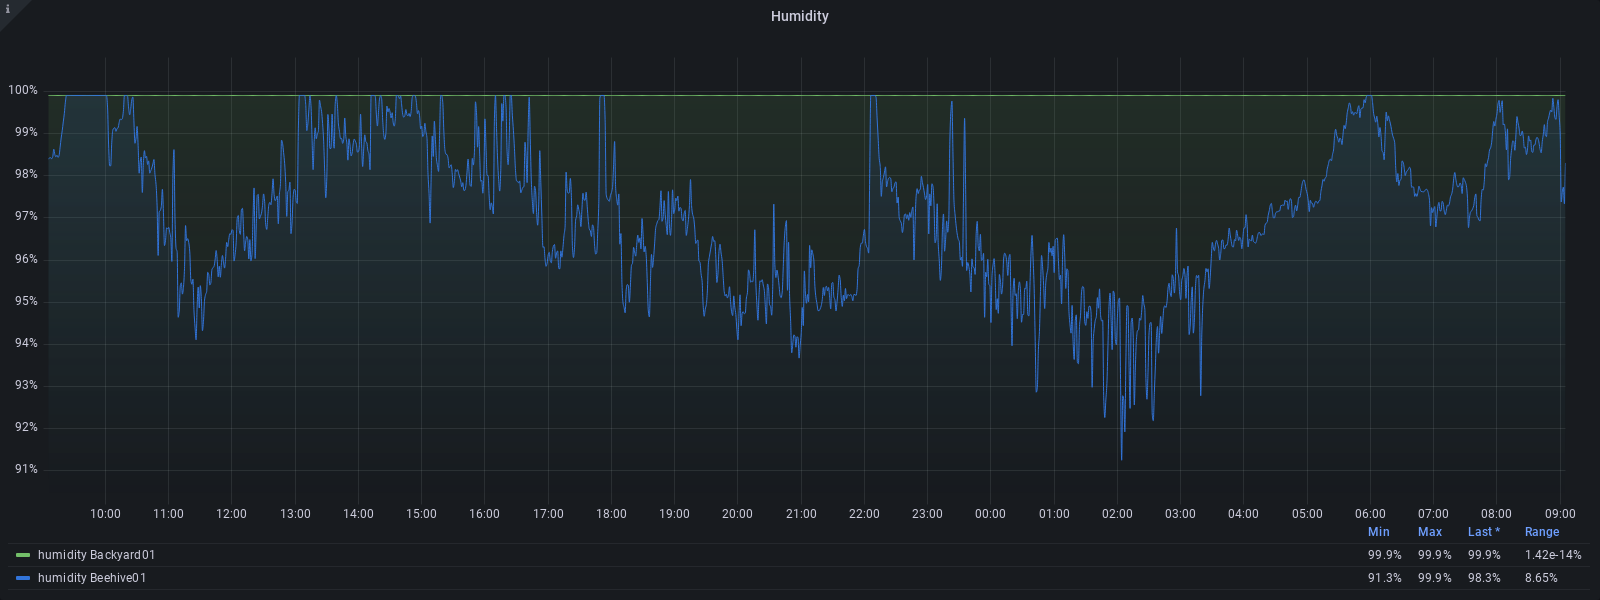 i
Humidity
100%
99%
98%
97%
96%
95%
94%
93%
92%
91%
10:00 11:00 12:00 13:00 14:00 15:00 16:00 17:00 18:00 19:00 20:00 21:00 22:00 23:00 00:00 01:00 02:00 03:00 04:00 05:00 06:00 07:00 08:00 09:00
Min Max Last * Range
humidity Backyard01 99.9% 99.9% 99.9% 1.42e-14%
humidity Beehive01 91.3% 99.9% 98.3% 8.65%